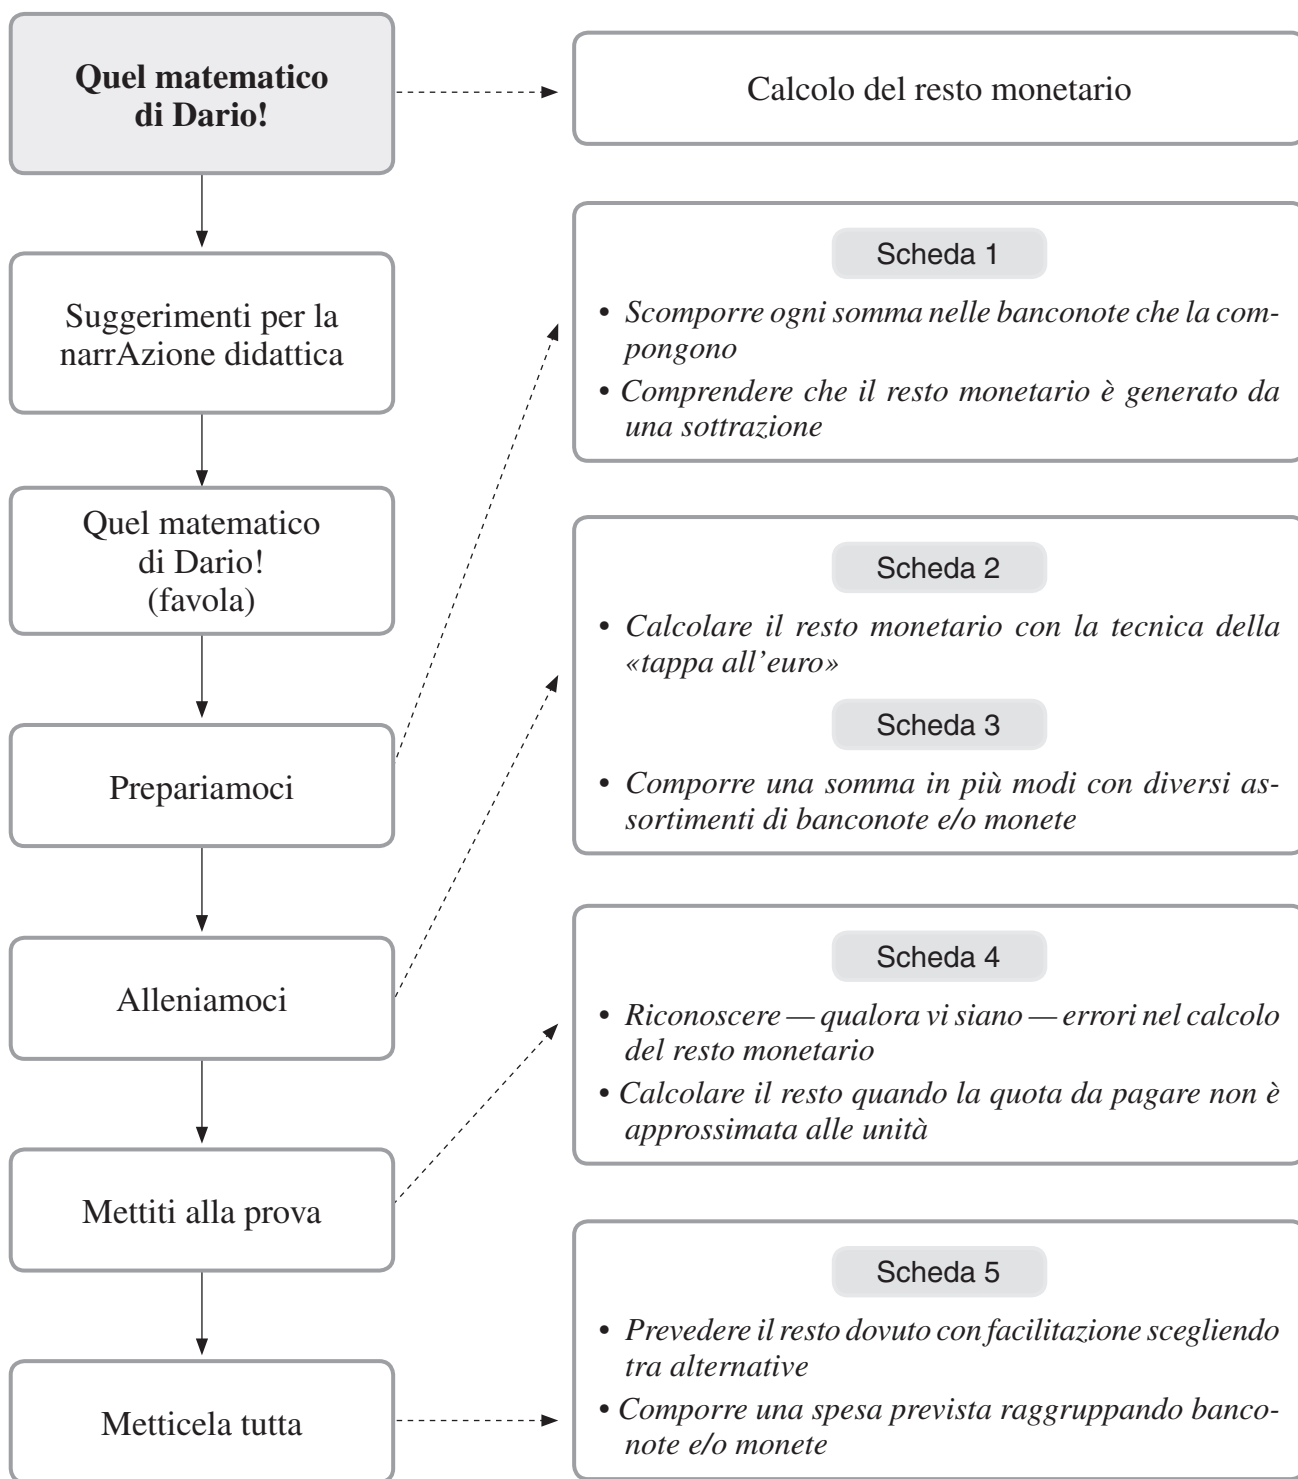 Quel matematico
di Dario!
Calcolo del resto monetario
Suggerimenti per la
narrAzione didattica
Quel matematico
di Dario!
(favola)
Prepariamoci
Alleniamoci
Mettiti alla prova
Metticela tutta
Scheda 1
• Scomporre ogni somma nelle banconote che la com-
pongono
• Comprendere che il resto monetario è generato da
una sottrazione
Scheda 2
• Calcolare il resto monetario con la tecnica della
«tappa all'euro»
Scheda 3
• Comporre una somma in più modi con diversi as-
sortimenti di banconote e/o monete
Scheda 4
• Riconoscere — qualora vi siano — errori nel calcolo
del resto monetario
• Calcolare il resto quando la quota da pagare non è
approssimata alle unità
Scheda 5
• Prevedere il resto dovuto con facilitazione scegliendo
tra alternative
• Comporre una spesa prevista raggruppando banco-
note e/o monete